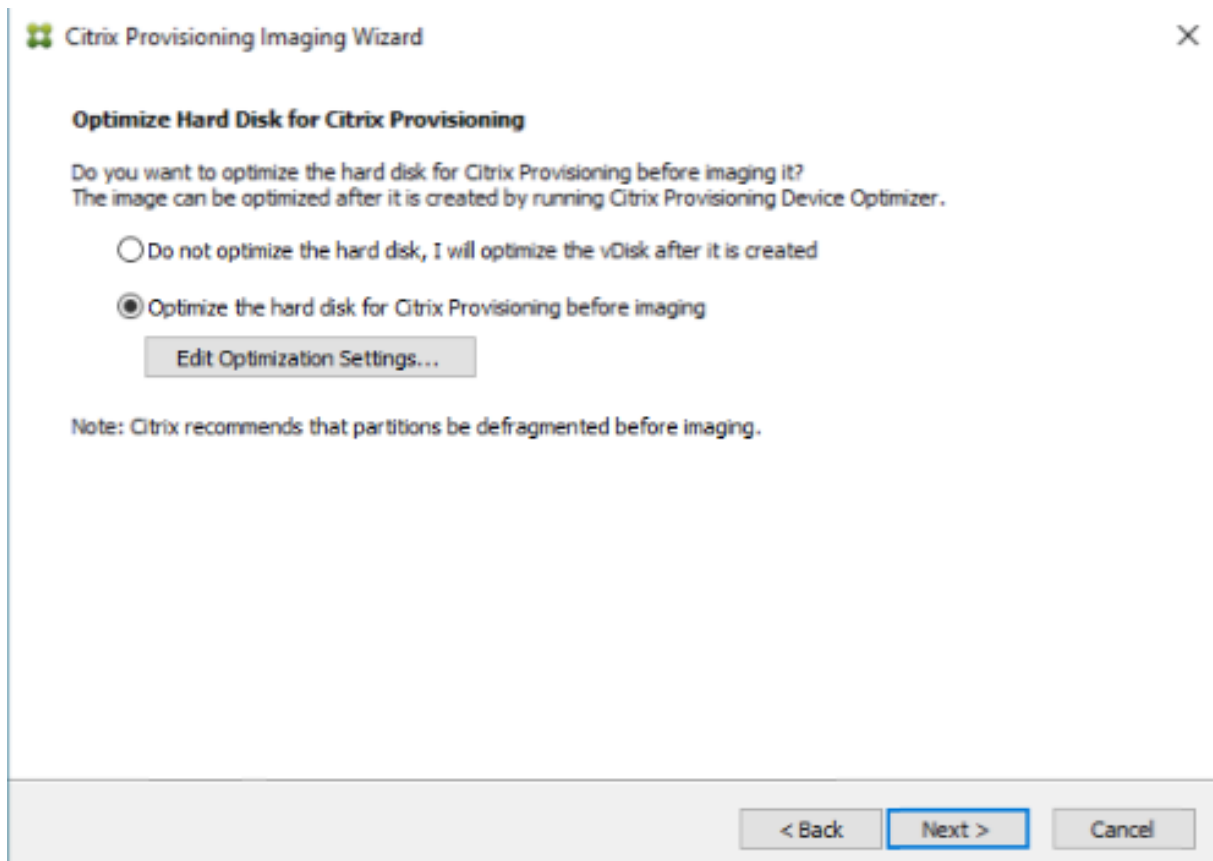 Citrix Provisioning Imaging Wizard
Optimize Hard Disk for Citrix Provisioning
Do you want to optimize the hard disk for Citrix Provisioning before imaging it?
The image can be optimized after it is created by running Citrix Provisioning Device Optimizer.
Do not optimize the hard disk, I will optimize the vDisk after it is created
Optimize the hard disk for Citrix Provisioning before imaging
Edit Optimization Settings...
Note: Citrix recommends that partitions be defragmented before imaging.
< Back Next > Cancel